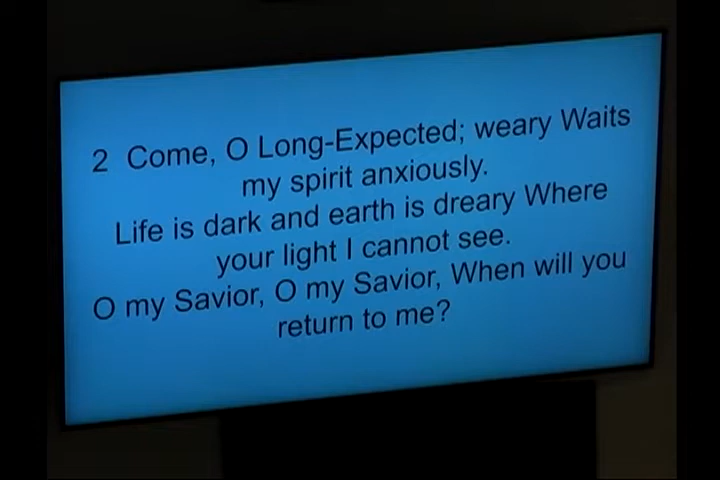 2 Come, O Long-Expected; weary Waits
my spirit anxiously.
Life is dark and earth is dreary Where
your light I cannot see.
O my Savior, O my Savior, When will you
return to me?